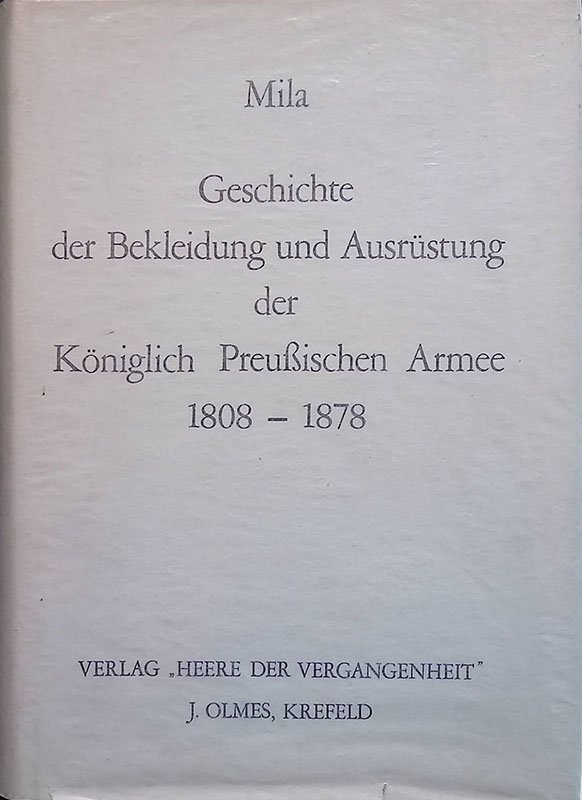 Mila
Geschichte
der Bekleidung und Ausrüstung
der
Königlich Preußischen Armee
1808 – 1878
VERLAG „HEERE DER VERGANGENHEIT”
J. OLMES, KREFELD